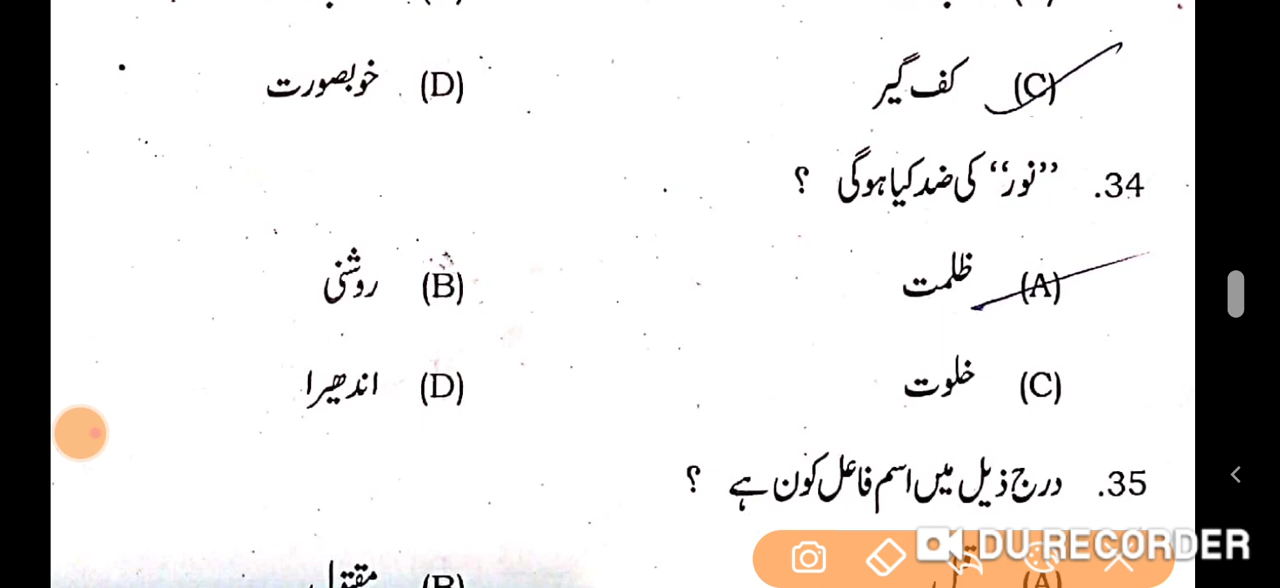 (C) کف گیر (D) خوبصورت
34. ”نور“ کی ضد کیا ہوگی ؟
(A) ظلمت (B) روشنی
(C) خلوت (D) اندھیرا
35. درج ذیل میں اسم فاعل کون ہے ؟
(A) (B) مقتول
DU RECORDER